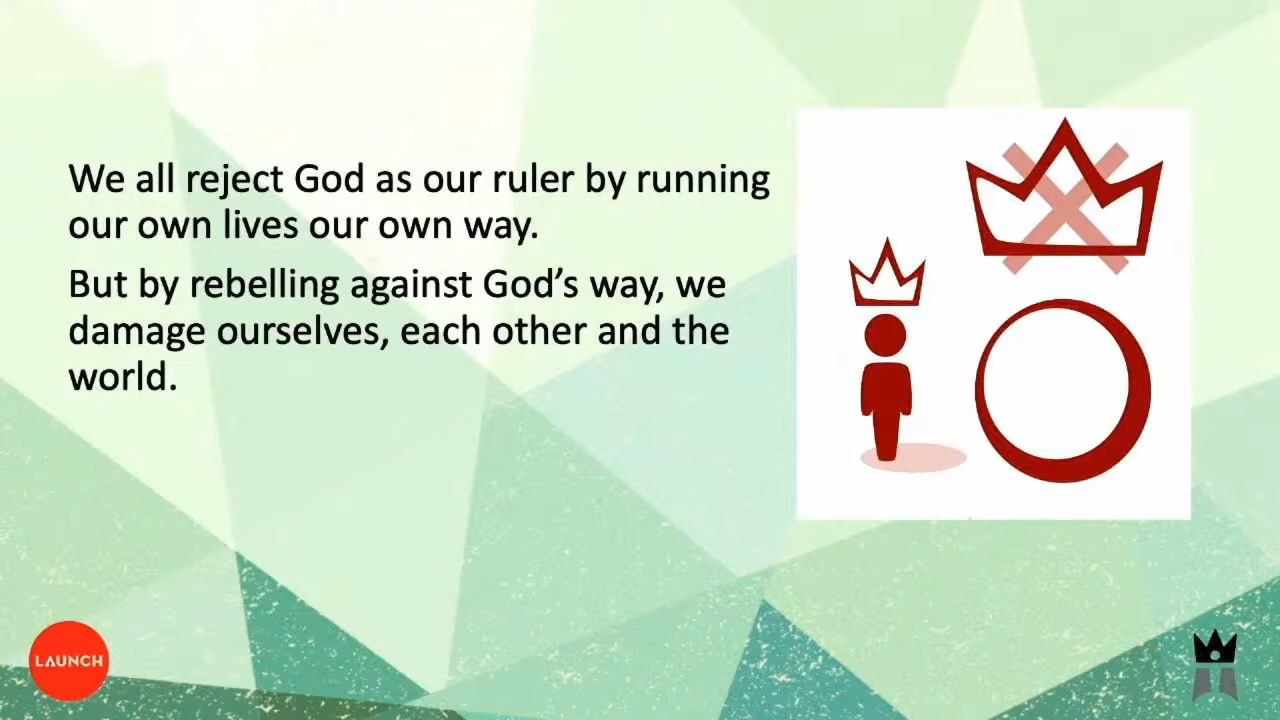 We all reject God as our ruler by running
our own lives our own way.
But by rebelling against God’s way, we
damage ourselves, each other and the
world.
LAUNCH